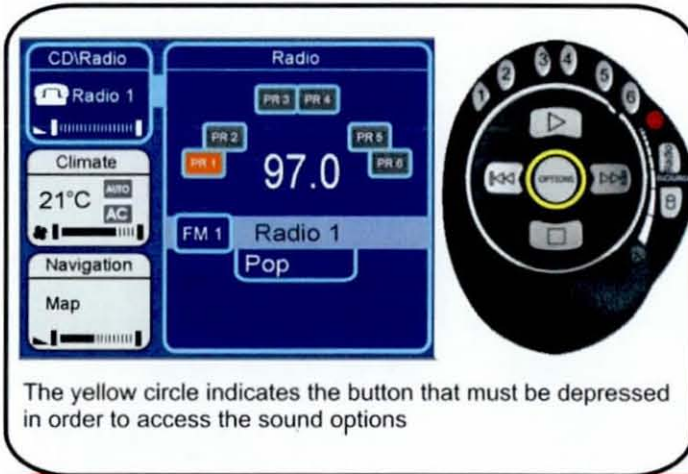 CD\Radio
Radio 1
Climate
21°C
AUTO
AC
Navigation
Map
Radio
PR 3
PR 4
PR 2
PR 5
PR 1
97.0
PR 6
FM 1
Radio 1
Pop
1
2
3
4
5
6
OPTIONS
The yellow circle indicates the button that must be depressed
in order to access the sound options